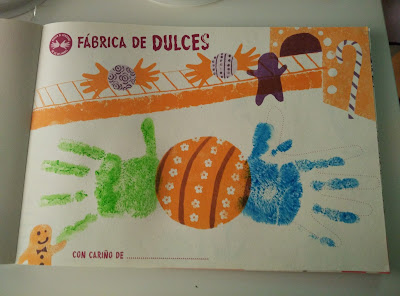 FÁBRICA DE DULCES
CON CARIÑO DE ........................................